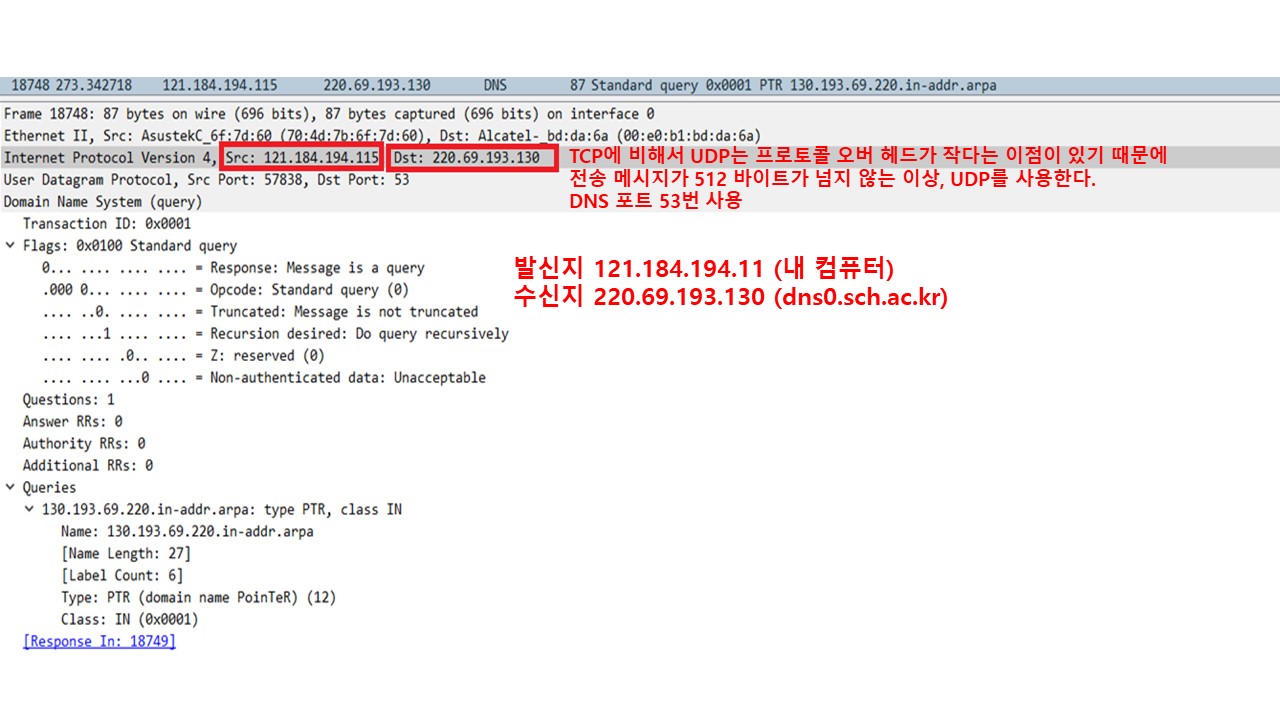 18748 273.342718 121.184.194.115 220.69.193.130 DNS 87 Standard query 0x0001 PTR 130.193.69.220.in-addr.arpa
Frame 18748: 87 bytes on wire (696 bits), 87 bytes captured (696 bits) on interface 0
Ethernet II, Src: AsustekC_6f:7d:60 (70:4d:7b:6f:7d:60), Dst: Alcatel-_bd:da:6a (00:e0:b1:bd:da:6a)
Internet Protocol Version 4, Src: 121.184.194.115, Dst: 220.69.193.130
TCP에 비해서 UDP는 프로토콜 오버 헤드가 작다는 이점이 있기 때문에
전송 메시지가 512 바이트가 넘지 않는 이상, UDP를 사용한다.
DNS 포트 53번 사용
User Datagram Protocol, Src Port: 57838, Dst Port: 53
Domain Name System (query)
Transaction ID: 0x0001
Flags: 0x0100 Standard query
0... .... .... .... = Response: Message is a query
.000 0... .... .... = Opcode: Standard query (0)
.... ..0. .... .... = Truncated: Message is not truncated
.... ...1 .... .... = Recursion desired: Do query recursively
.... .... .0.. .... = Z: reserved (0)
.... .... ...0 .... = Non-authenticated data: Unacceptable
발신지 121.184.194.11 (내 컴퓨터)
수신지 220.69.193.130 (dns0.sch.ac.kr)
Questions: 1
Answer RRs: 0
Authority RRs: 0
Additional RRs: 0
Queries
130.193.69.220.in-addr.arpa: type PTR, class IN
Name: 130.193.69.220.in-addr.arpa
[Name Length: 27]
[Label Count: 6]
Type: PTR (domain name PoinTeR) (12)
Class: IN (0x0001)
[Response In: 18749]